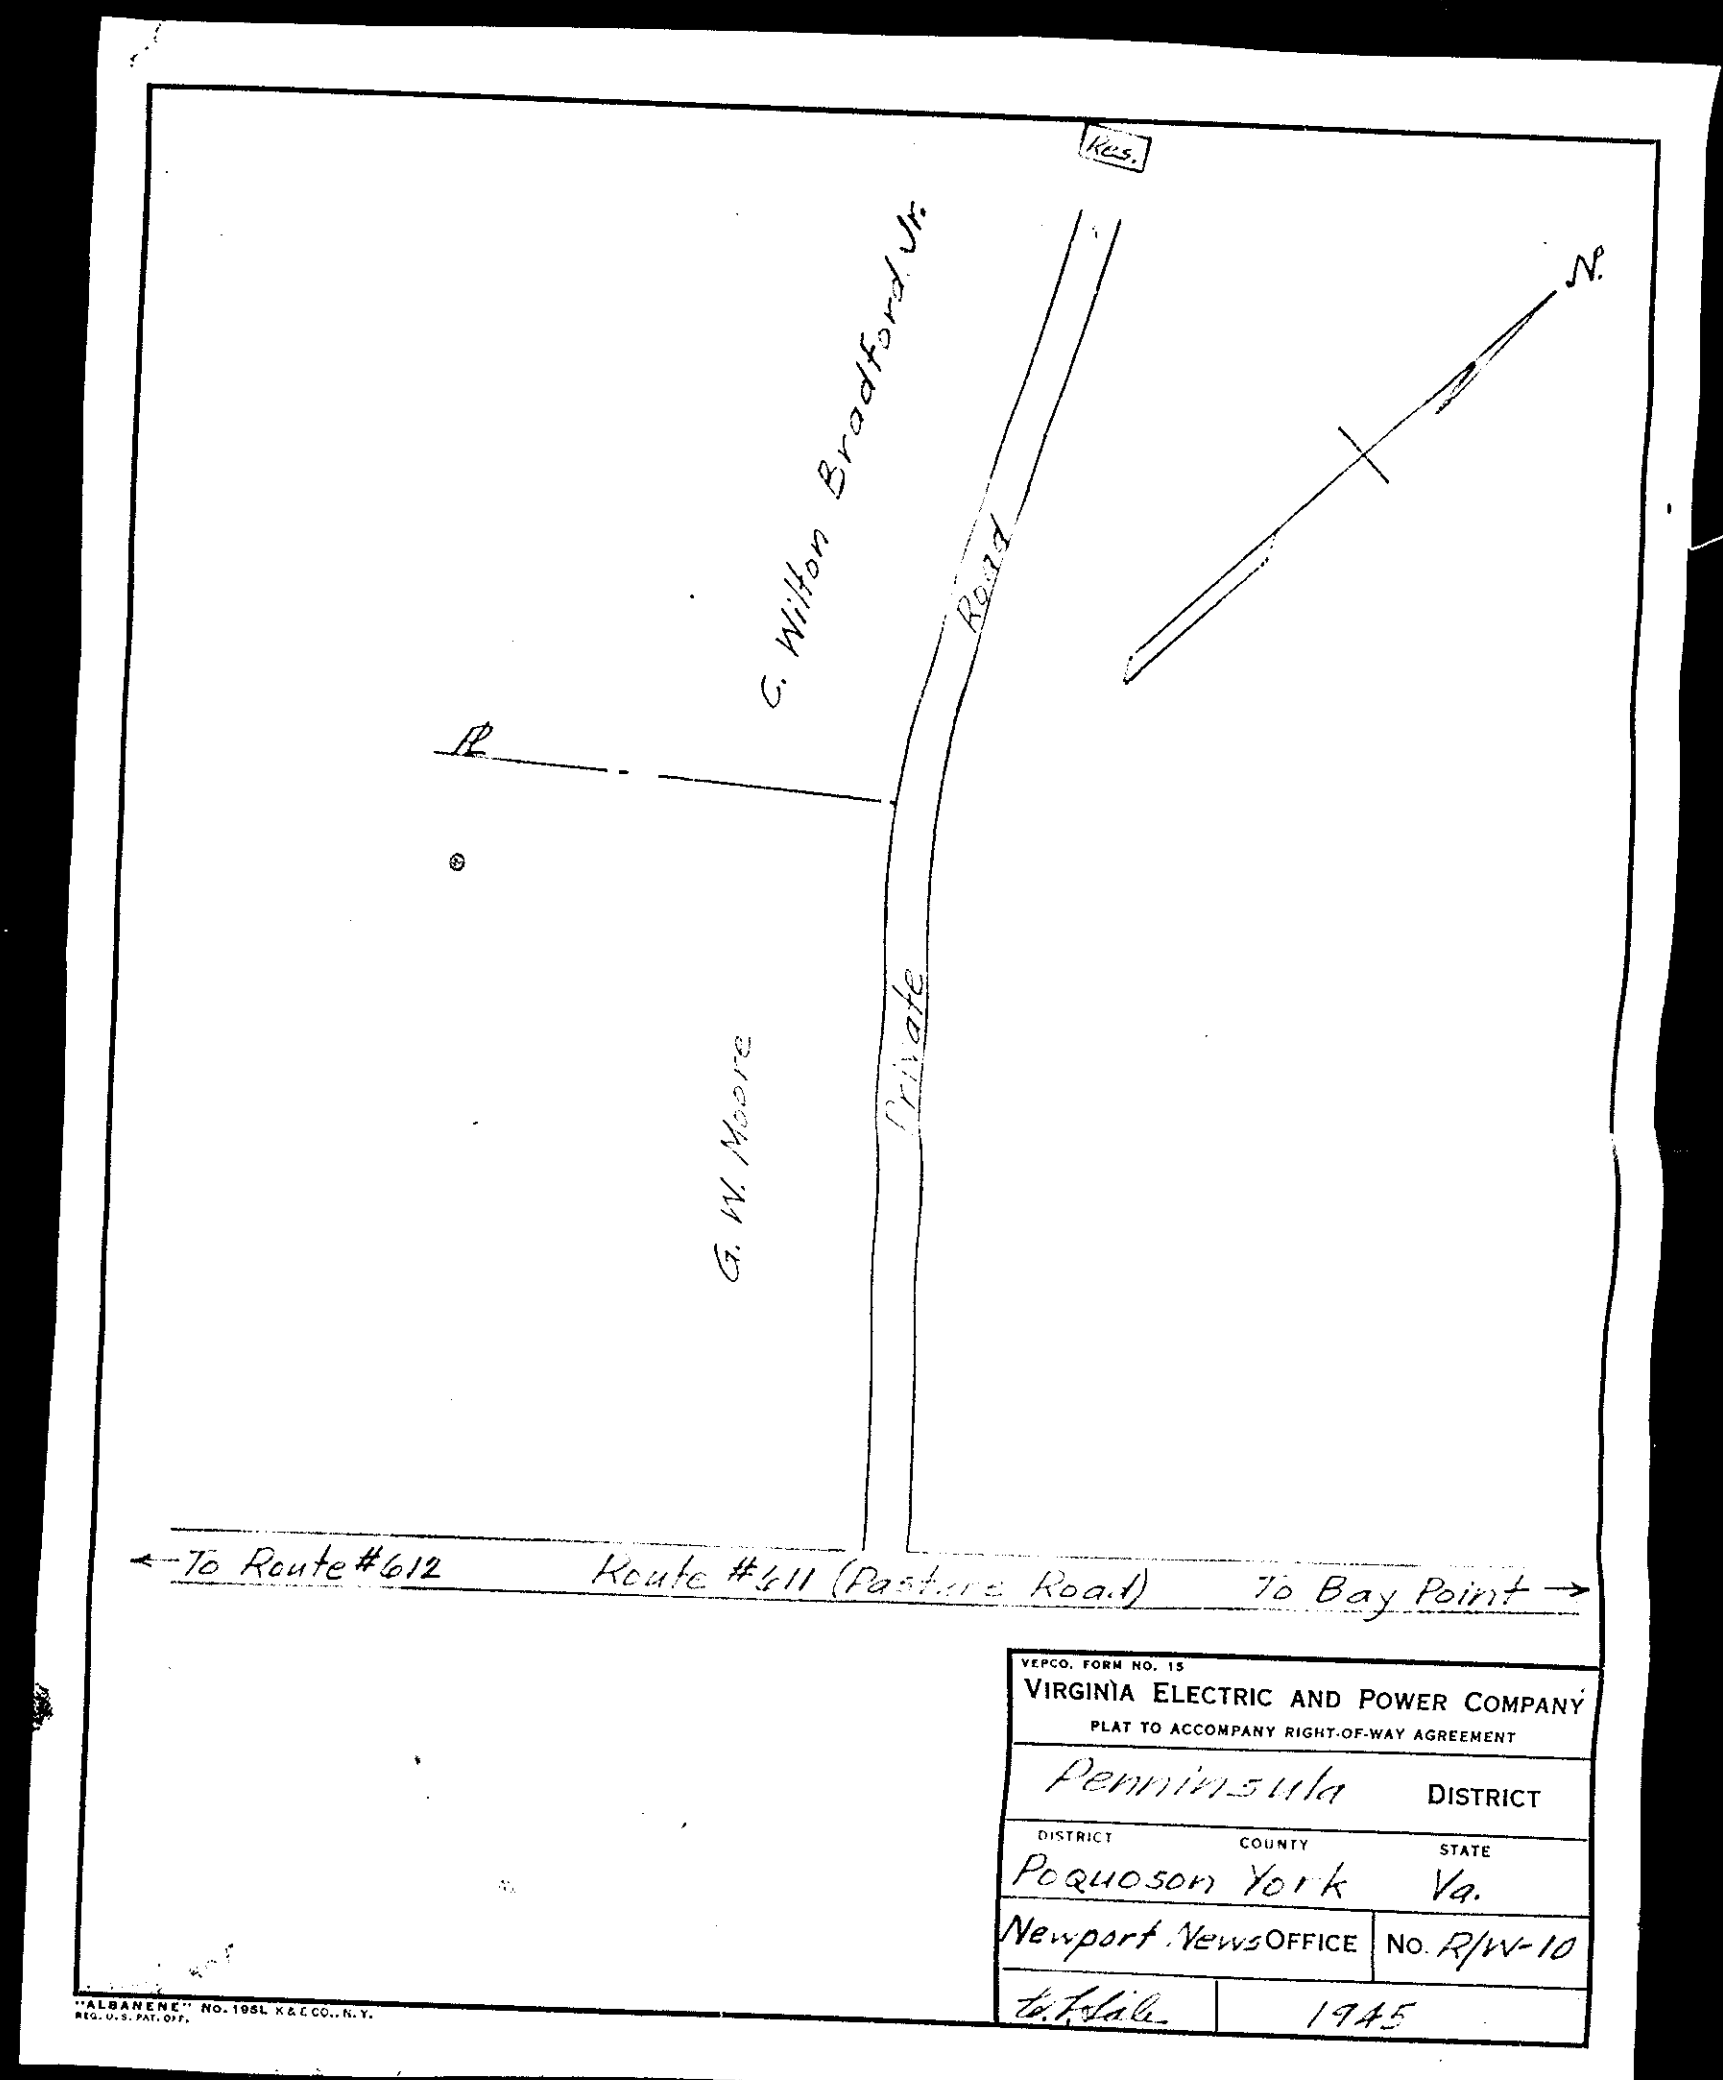 Res.
N.
C. Wilton Bradford. Jr.
Road
PL
Private
G. W. Moore
← To Route #612 Route #611 (Pasture Road) To Bay Point →
VEPCO. FORM NO. 15
VIRGINIA ELECTRIC AND POWER COMPANY
PLAT TO ACCOMPANY RIGHT-OF-WAY AGREEMENT
Penninsula DISTRICT
DISTRICT COUNTY STATE
Poquoson York Va.
Newport News OFFICE NO. R/W-10
1945
"ALBANENE" NO. 195L K & E CO., N. Y.
REG. U.S. PAT. OFF.